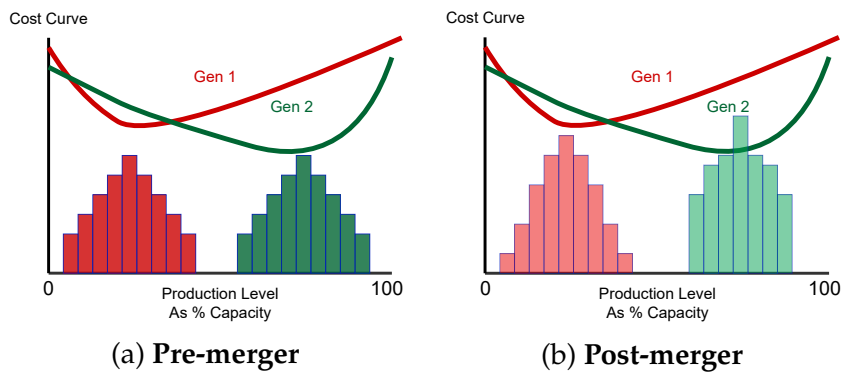 Cost Curve
Gen 1
Gen 2
0
100
Production Level
As % Capacity
(a) Pre-merger
Cost Curve
Gen 1
Gen 2
0
100
Production Level
As % Capacity
(b) Post-merger